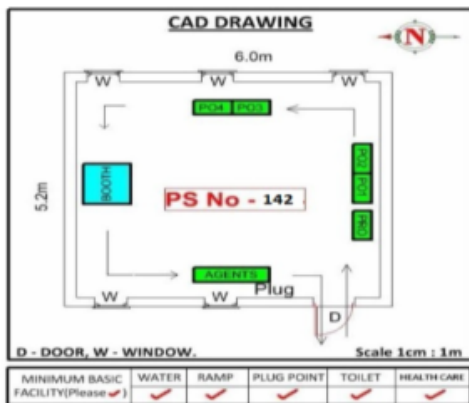 CAD DRAWING
N
6.0m
W W W
PO4 PO3
5.2m
BOOTH
PO2
PO1
PS No - 142
PRO
AGENTS
Plug
W W
D
D - DOOR, W - WINDOW. Scale 1cm : 1m
MINIMUM BASIC FACILITY(Please ✓) WATER RAMP PLUG POINT TOILET HEALTH CARE
✓ ✓ ✓ ✓ ✓